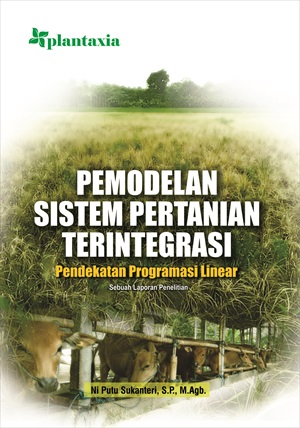 plantaxia
PEMODELAN
SISTEM PERTANIAN
TERINTEGRASI
Pendekatan Programasi Linear
Sebuah Laporan Penelitian
Ni Putu Sukanteri, S.P., M.Agb.